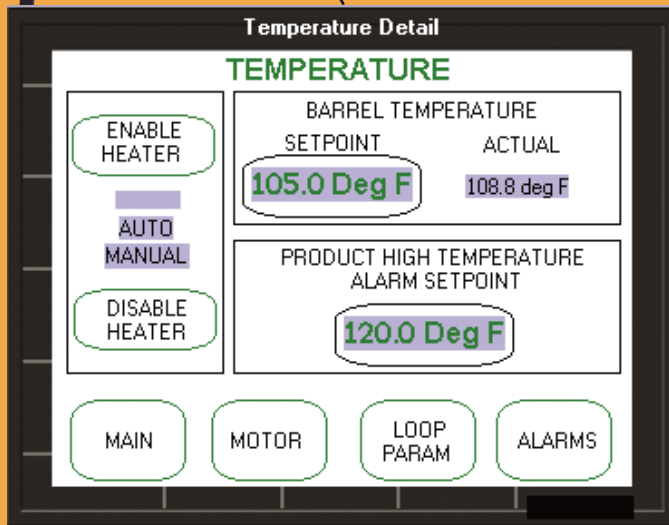 Temperature Detail
TEMPERATURE
ENABLE
HEATER
AUTO
MANUAL
DISABLE
HEATER
BARREL TEMPERATURE
SETPOINT
ACTUAL
105.0 Deg F
108.8 deg F
PRODUCT HIGH TEMPERATURE
ALARM SETPOINT
120.0 Deg F
MAIN
MOTOR
LOOP
PARAM
ALARMS